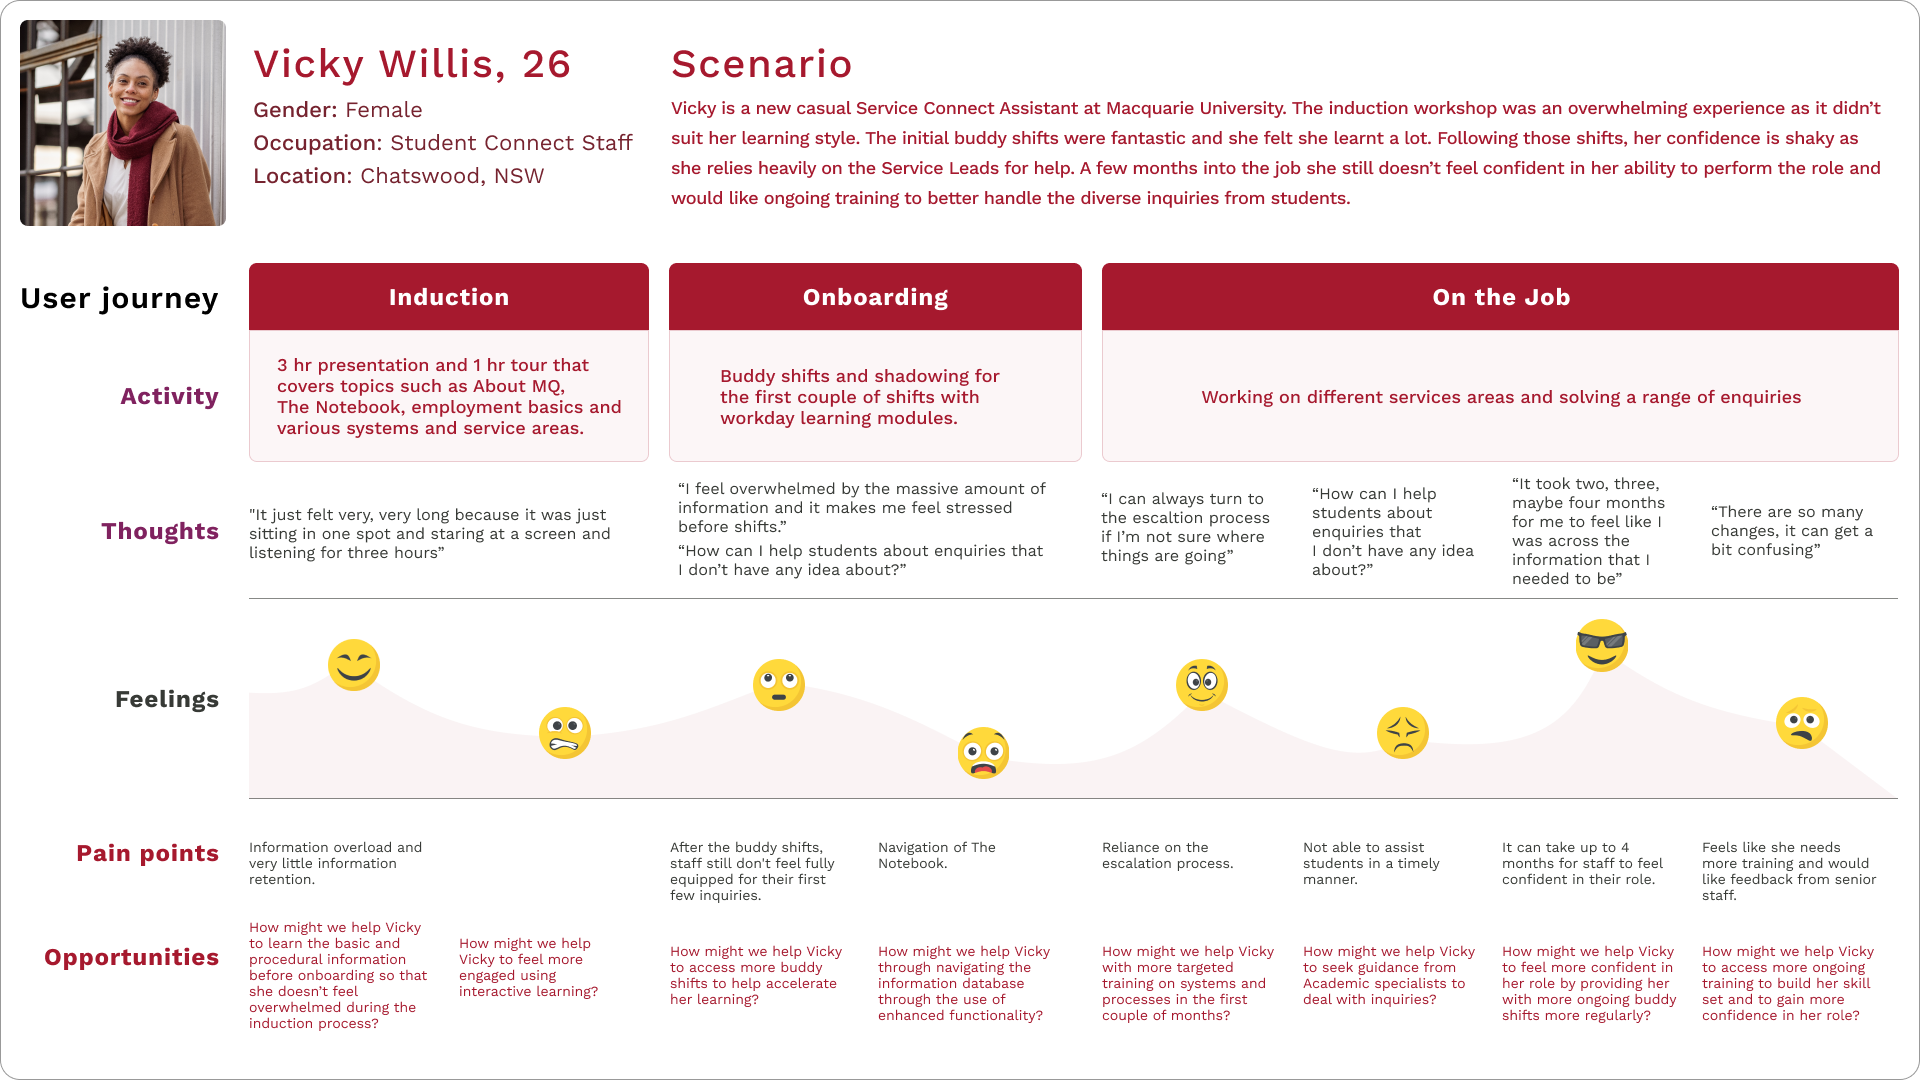 Vicky Willis, 26
Gender: Female
Occupation: Student Connect Staff
Location: Chatswood, NSW
Scenario
Vicky is a new casual Service Connect Assistant at Macquarie University. The induction workshop was an overwhelming experience as it didn’t
suit her learning style. The initial buddy shifts were fantastic and she felt she learnt a lot. Following those shifts, her confidence is shaky as
she relies heavily on the Service Leads for help. A few months into the job she still doesn’t feel confident in her ability to perform the role and
would like ongoing training to better handle the diverse inquiries from students.
User journey
Induction
Onboarding
On the Job
Activity
3 hr presentation and 1 hr tour that
covers topics such as About MQ,
The Notebook, employment basics and
various systems and service areas.
Buddy shifts and shadowing for
the first couple of shifts with
workday learning modules.
Working on different services areas and solving a range of enquiries
Thoughts
"It just felt very, very long because it was just
sitting in one spot and staring at a screen and
listening for three hours”
“I feel overwhelmed by the massive amount of
information and it makes me feel stressed
before shifts.”
“How can I help students about enquiries that
I don’t have any idea about?”
“I can always turn to
the escaltion process
if I’m not sure where
things are going”
“How can I help
students about
enquiries that
I don’t have any idea
about?”
“It took two, three,
maybe four months
for me to feel like I
was across the
information that I
needed to be”
“There are so many
changes, it can get a
bit confusing”
Feelings
Pain points
Information overload and
very little information
retention.
After the buddy shifts,
staff still don't feel fully
equipped for their first
few inquiries.
Navigation of The
Notebook.
Reliance on the
escalation process.
Not able to assist
students in a timely
manner.
It can take up to 4
months for staff to feel
confident in their role.
Feels like she needs
more training and would
like feedback from senior
staff.
Opportunities
How might we help Vicky
to learn the basic and
procedural information
before onboarding so that
she doesn’t feel
overwhelmed during the
induction process?
How might we help
Vicky to feel more
engaged using
interactive learning?
How might we help Vicky
to access more buddy
shifts to help accelerate
her learning?
How might we help Vicky
through navigating the
information database
through the use of
enhanced functionality?
How might we help Vicky
with more targeted
training on systems and
processes in the first
couple of months?
How might we help Vicky
to seek guidance from
Academic specialists to
deal with inquiries?
How might we help Vicky
to feel more confident in
her role by providing her
with more ongoing buddy
shifts more regularly?
How might we help Vicky
to access more ongoing
training to build her skill
set and to gain more
confidence in her role?